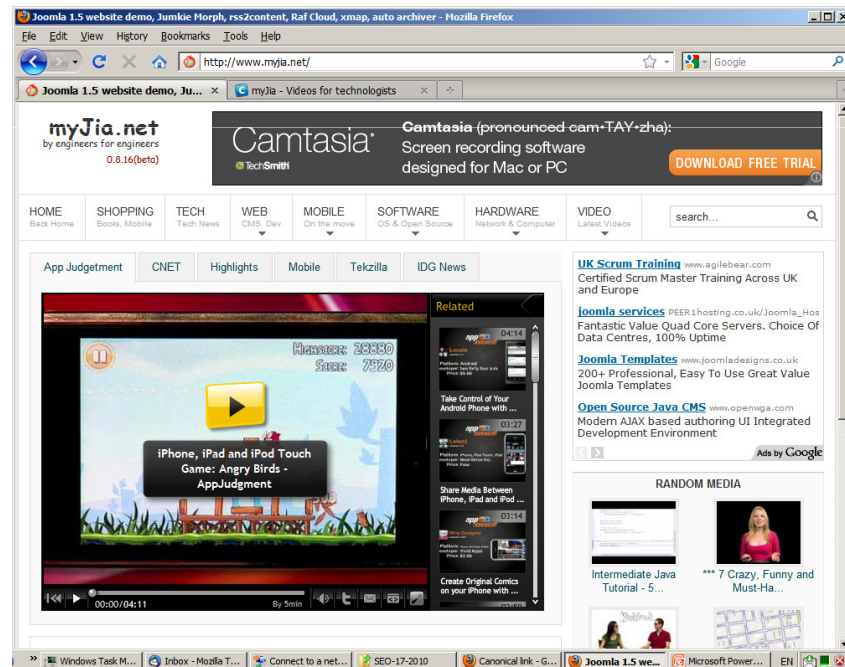 Joomla 1.5 website demo, Jumkie Morph, rss2content, Raf Cloud, xmap, auto archiver - Mozilla Firefox
File Edit View History Bookmarks Tools Help
http://www.myjia.net/
Google
Joomla 1.5 website demo, Ju...
myJia - Videos for technologists
myJia.net
by engineers for engineers
0.8.16(beta)
Camtasia
TechSmith
Camtasia (pronounced cam•TAY•zha):
Screen recording software
designed for Mac or PC
DOWNLOAD FREE TRIAL
HOME SHOPPING TECH WEB MOBILE SOFTWARE HARDWARE VIDEO
Back Home Books, Mobile Tech News CMS, Dev On the move OS & Open Source Network & Computer Latest Videos
search...
App Judgetment CNET Highlights Mobile Tekzilla IDG News
Highscore: 28880
Score: 7320
iPhone, iPad and iPod Touch
Game: Angry Birds -
AppJudgment
00:00/04:11
By 5min
Related
04:14
Take Control of Your
Android Phone with ...
03:27
Share Media Between
iPhone, iPad and iPod ...
03:14
Create Original Comics
on your iPhone with ...
UK Scrum Training www.agilebear.com
Certified Scrum Master Training Across UK
and Europe
joomla services PEER1hosting.co.uk/Joomla_Hos
Fantastic Value Quad Core Servers. Choice Of
Data Centres, 100% Uptime
Joomla Templates www.joomladesigns.co.uk
200+ Professional, Easy To Use Great Value
Joomla Templates
Open Source Java CMS www.openwga.com
Modern AJAX based authoring UI Integrated
Development Environment
Ads by Google
RANDOM MEDIA
Intermediate Java
Tutorial - 5...
*** 7 Crazy, Funny and
Must-Ha...
Windows Task M... Inbox - Mozilla T... Connect to a net... SEO-17-2010 Canonical link - G... Joomla 1.5 we... Microsoft Power... EN